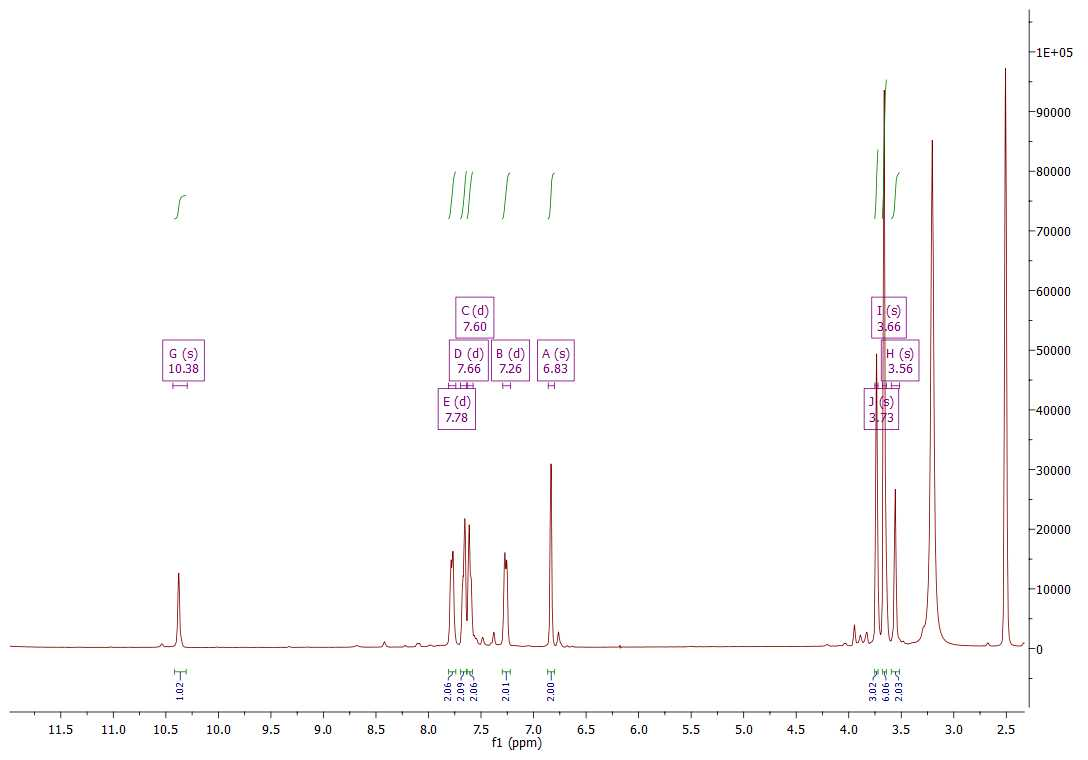 1E+05
90000
80000
70000
60000
50000
40000
30000
20000
10000
0
C (d)
7.60
I (s)
3.66
G (s)
10.38
D (d)
7.66
B (d)
7.26
A (s)
6.83
H (s)
3.56
E (d)
7.78
J (s)
3.73
1.02
2.06
2.09
2.06
2.01
2.00
3.02
6.06
2.03
11.5 11.0 10.5 10.0 9.5 9.0 8.5 8.0 7.5 7.0 6.5 6.0 5.5 5.0 4.5 4.0 3.5 3.0 2.5
f1 (ppm)